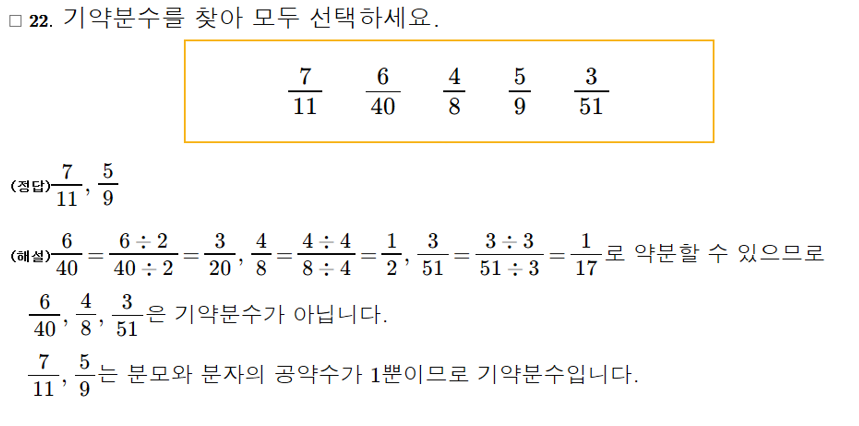 □ 22. 기약분수를 찾아 모두 선택하세요.
7/11 6/40 4/8 5/9 3/51
(정답) 7/11, 5/9
(해설) 6/40 = 6÷2/40÷2 = 3/20, 4/8 = 4÷4/8÷4 = 1/2, 3/51 = 3÷3/51÷3 = 1/17 로 약분할 수 있으므로
6/40, 4/8, 3/51 은 기약분수가 아닙니다.
7/11, 5/9 는 분모와 분자의 공약수가 1뿐이므로 기약분수입니다.